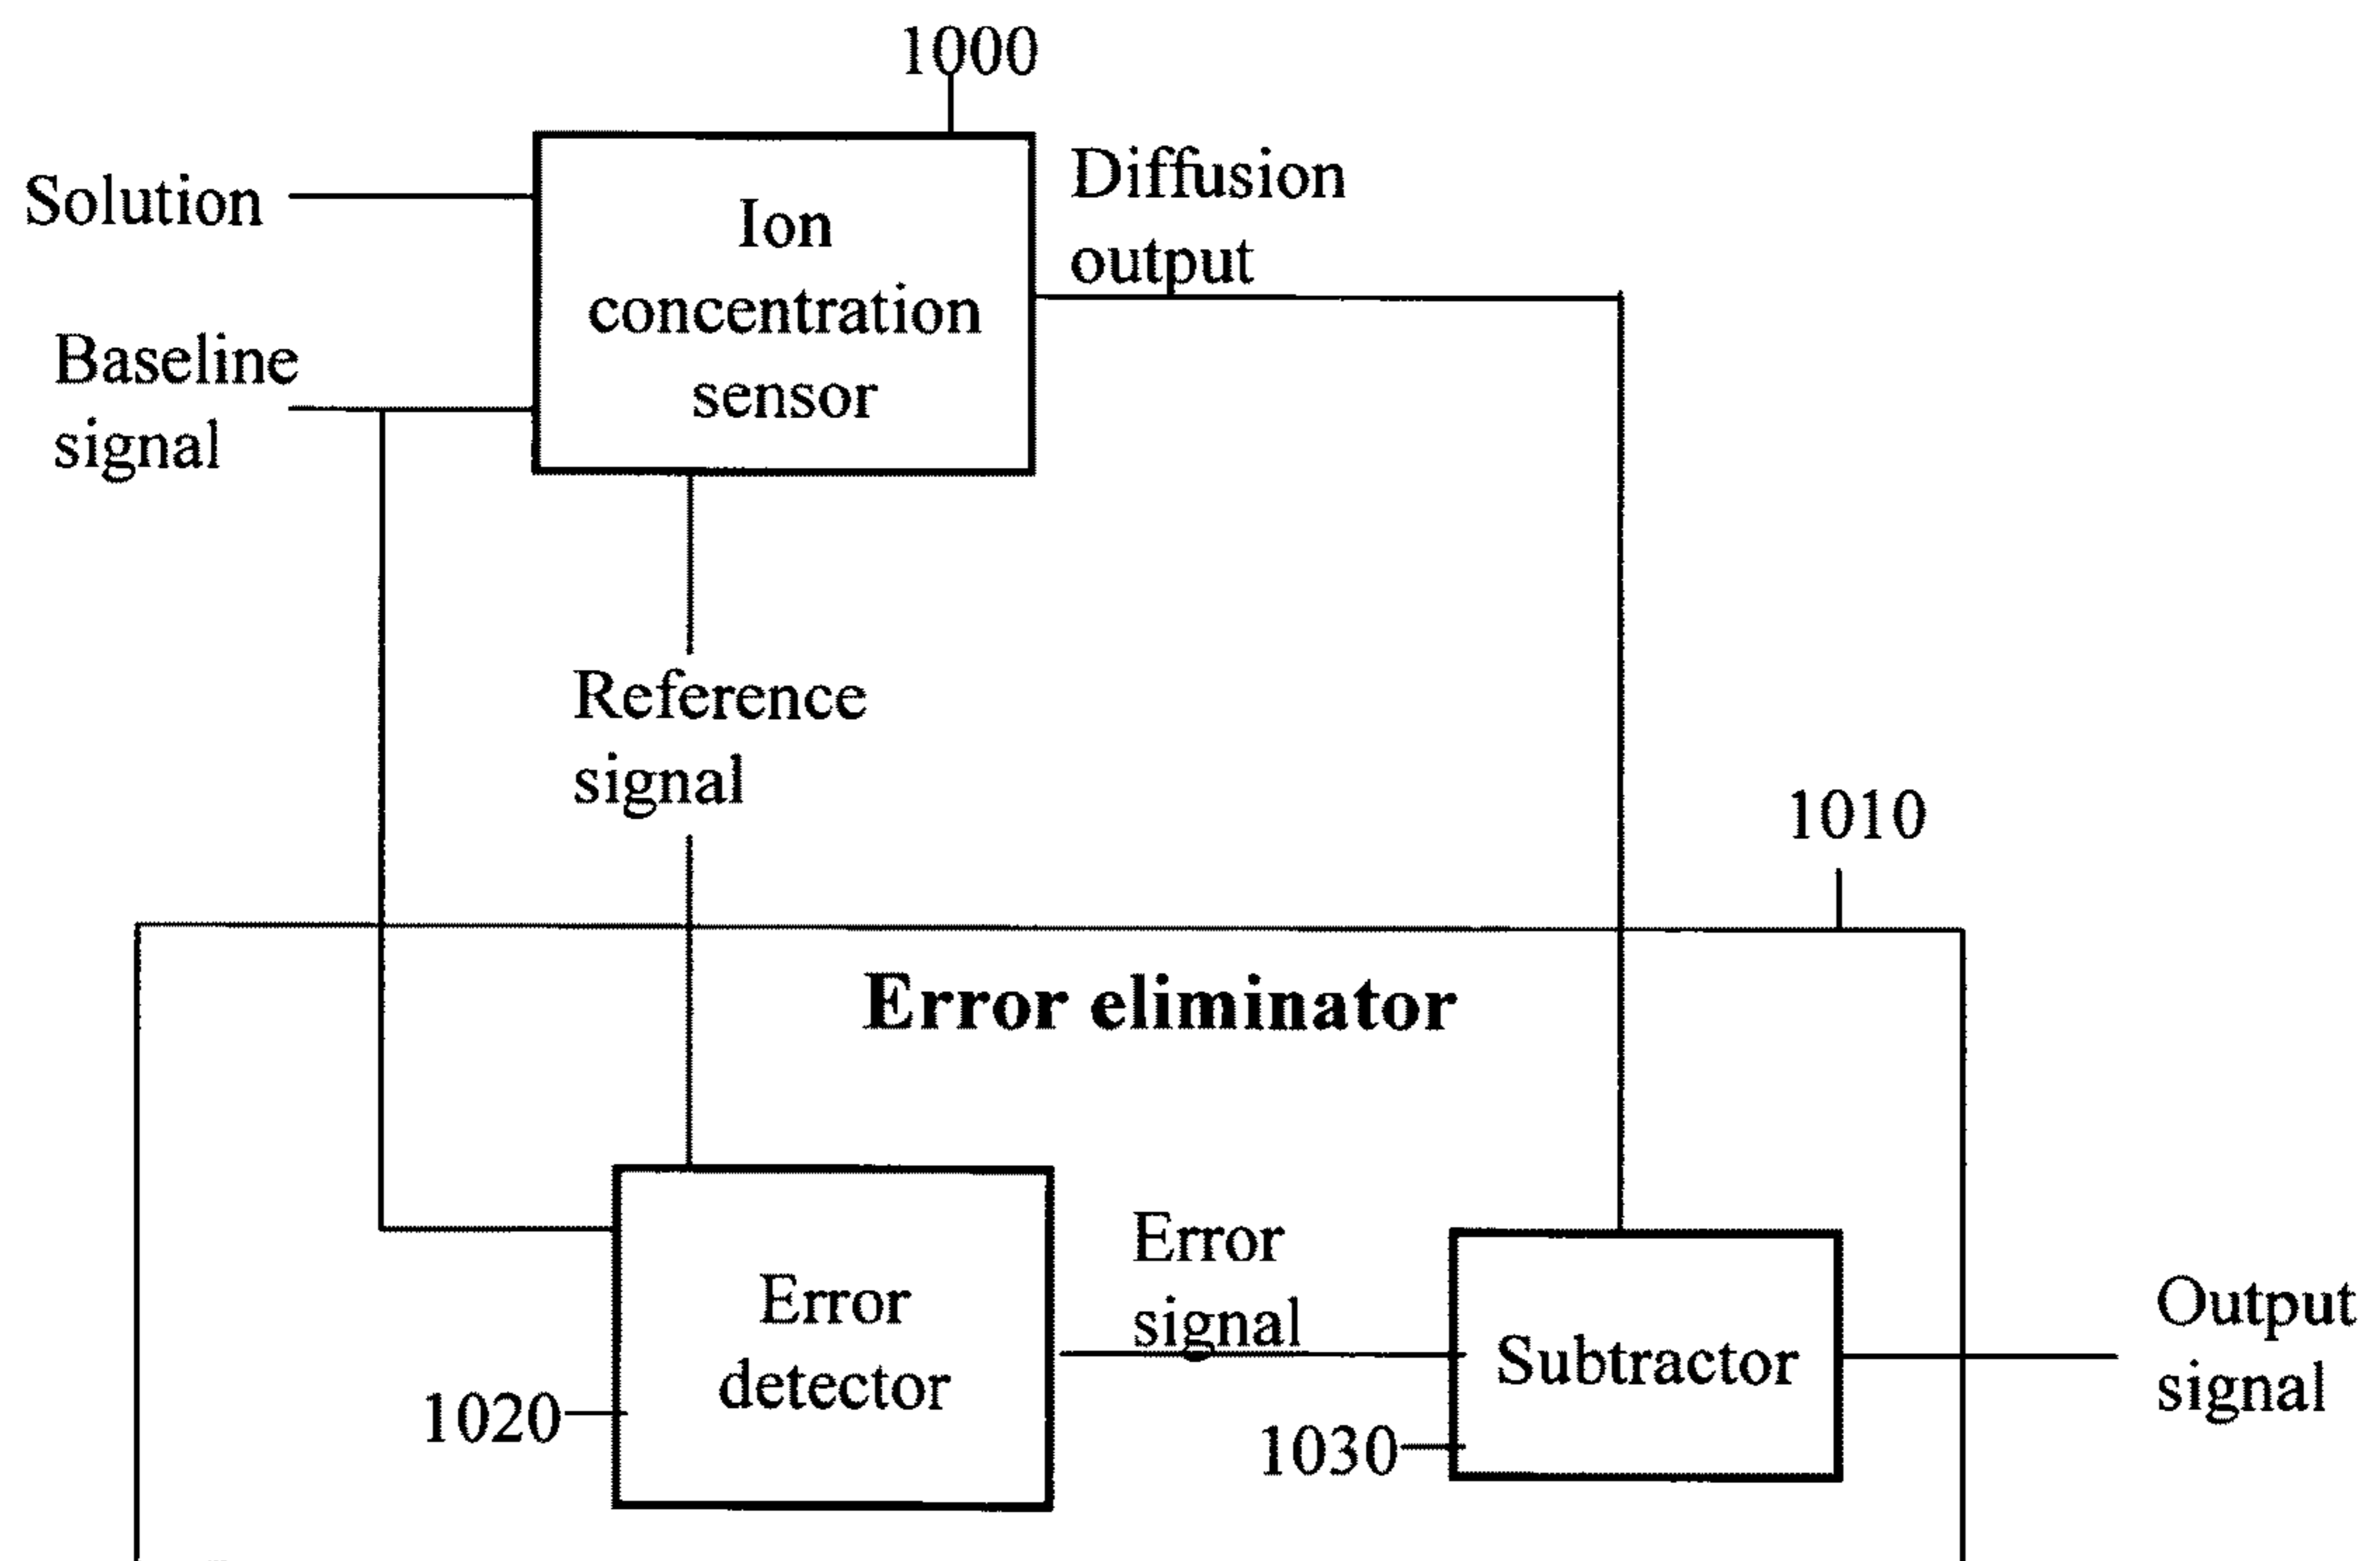 1000
Solution
Ion
concentration
sensor
Diffusion
output
Baseline
signal
Reference
signal
1010
Error eliminator
Error
detector
1020
Error
signal
Subtractor
1030
Output
signal